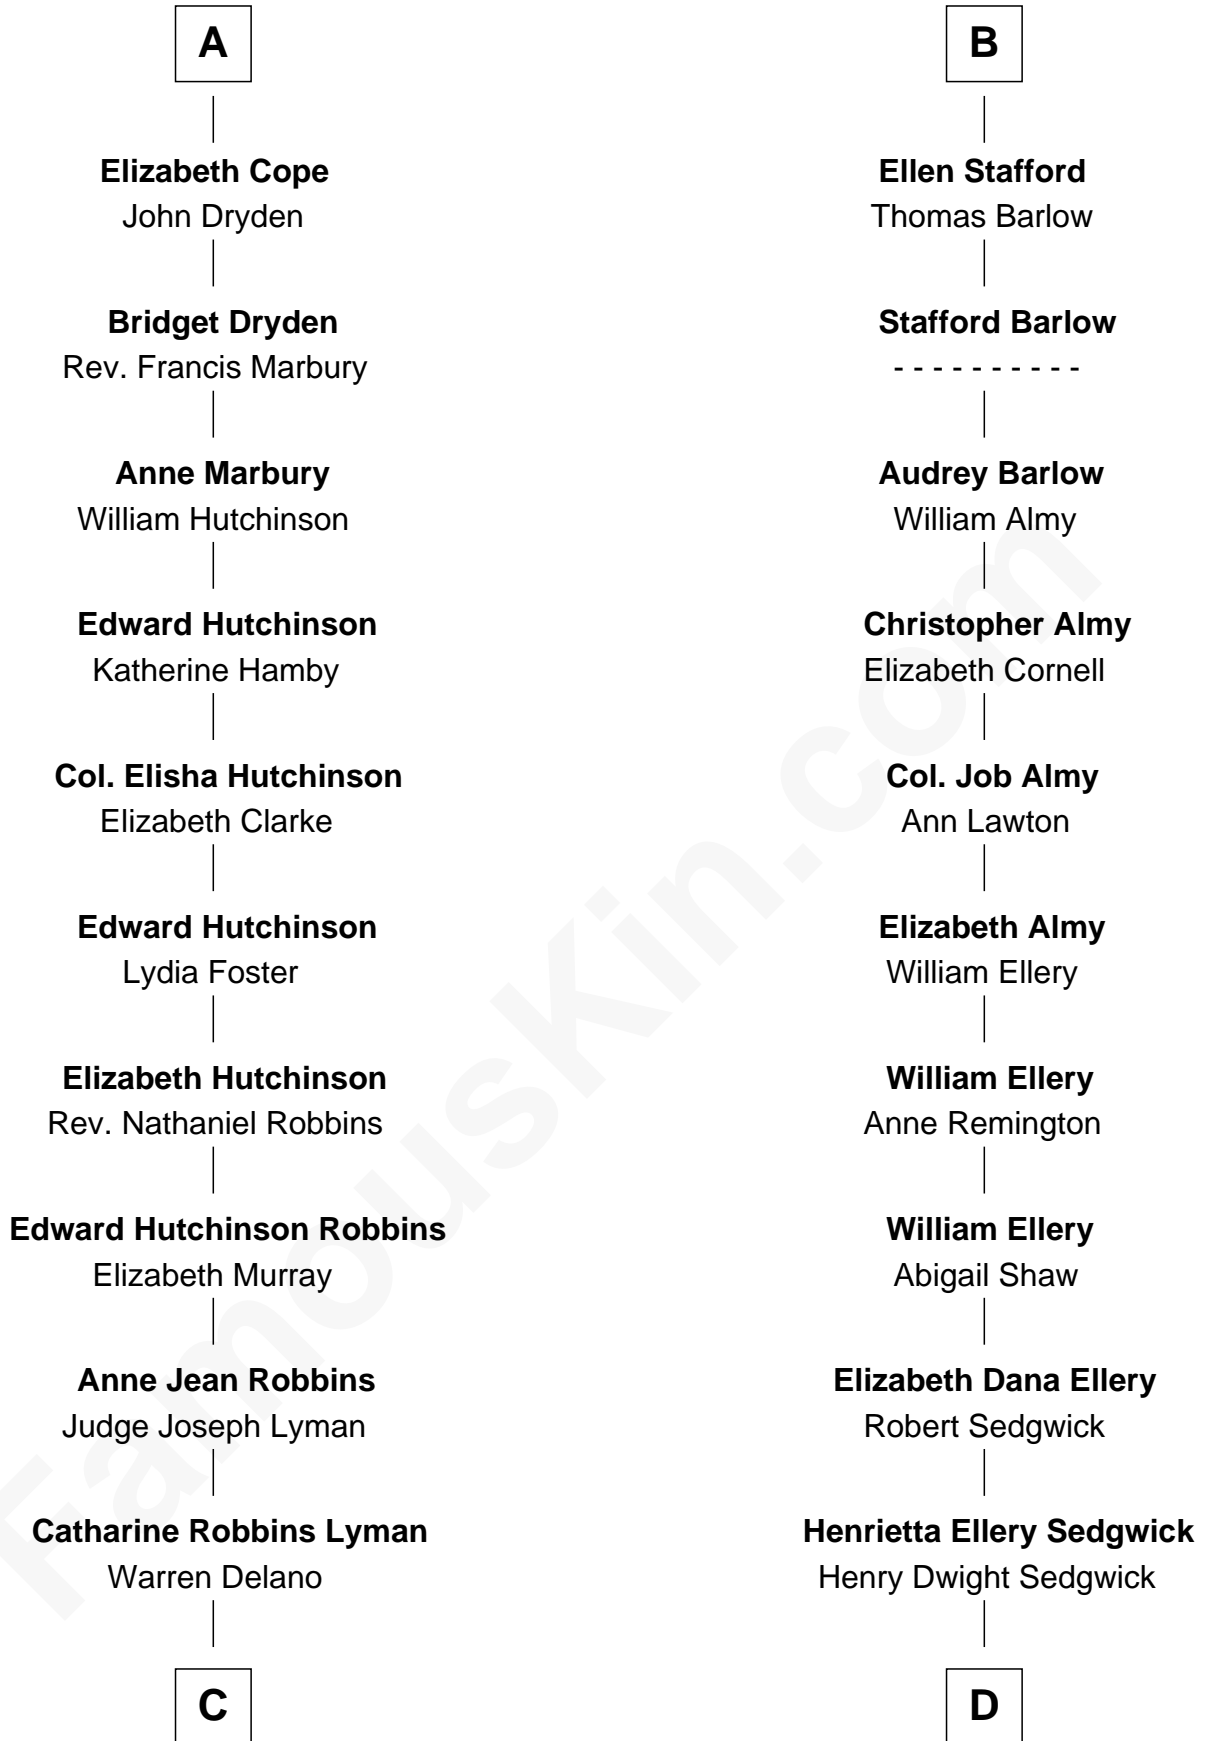 A
Elizabeth Cope
John Dryden
Bridget Dryden
Rev. Francis Marbury
Anne Marbury
William Hutchinson
Edward Hutchinson
Katherine Hamby
Col. Elisha Hutchinson
Elizabeth Clarke
Edward Hutchinson
Lydia Foster
Elizabeth Hutchinson
Rev. Nathaniel Robbins
Edward Hutchinson Robbins
Elizabeth Murray
Anne Jean Robbins
Judge Joseph Lyman
Catharine Robbins Lyman
Warren Delano
C
B
Ellen Stafford
Thomas Barlow
Stafford Barlow
- - - - - - - - - -
Audrey Barlow
William Almy
Christopher Almy
Elizabeth Cornell
Col. Job Almy
Ann Lawton
Elizabeth Almy
William Ellery
William Ellery
Anne Remington
William Ellery
Abigail Shaw
Elizabeth Dana Ellery
Robert Sedgwick
Henrietta Ellery Sedgwick
Henry Dwight Sedgwick
D
FamousKin.com